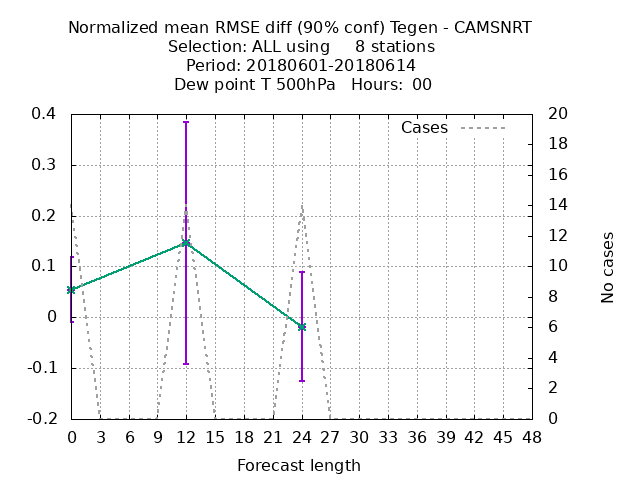 Normalized mean RMSE diff (90% conf) Tegen - CAMSNRT
Selection: ALL using     8 stations
Period: 20180601-20180614
Dew point T 500hPa   Hours: 00
Cases
0.4
0.3
0.2
0.1
0
-0.1
-0.2
20
18
16
14
12
10
8
6
4
2
0
No cases
0 3 6 9 12 15 18 21 24 27 30 33 36 39 42 45 48
Forecast length